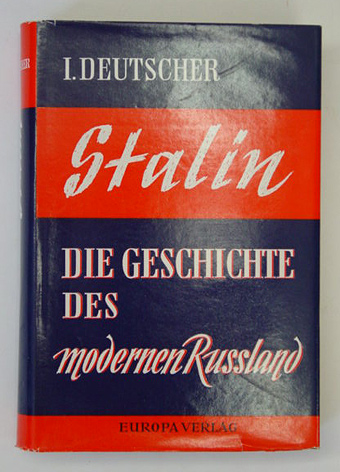 I. DEUTSCHER
Stalin
DIE GESCHICHTE
DES
modernen Russland
EUROPA VERLAG